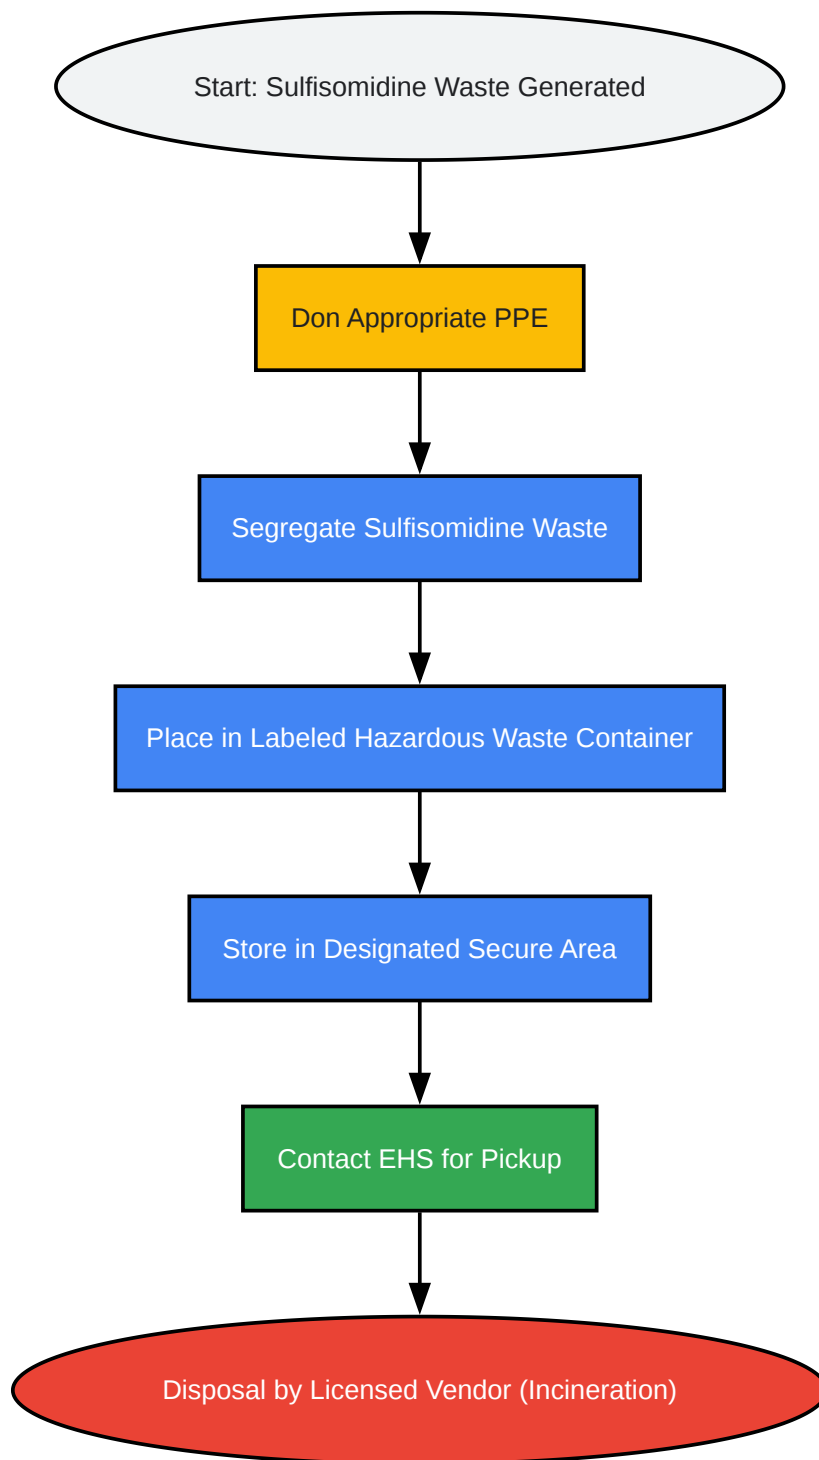 Start: Sulfisomidine Waste Generated
Don Appropriate PPE
Segregate Sulfisomidine Waste
Place in Labeled Hazardous Waste Container
Store in Designated Secure Area
Contact EHS for Pickup
Disposal by Licensed Vendor (Incineration)